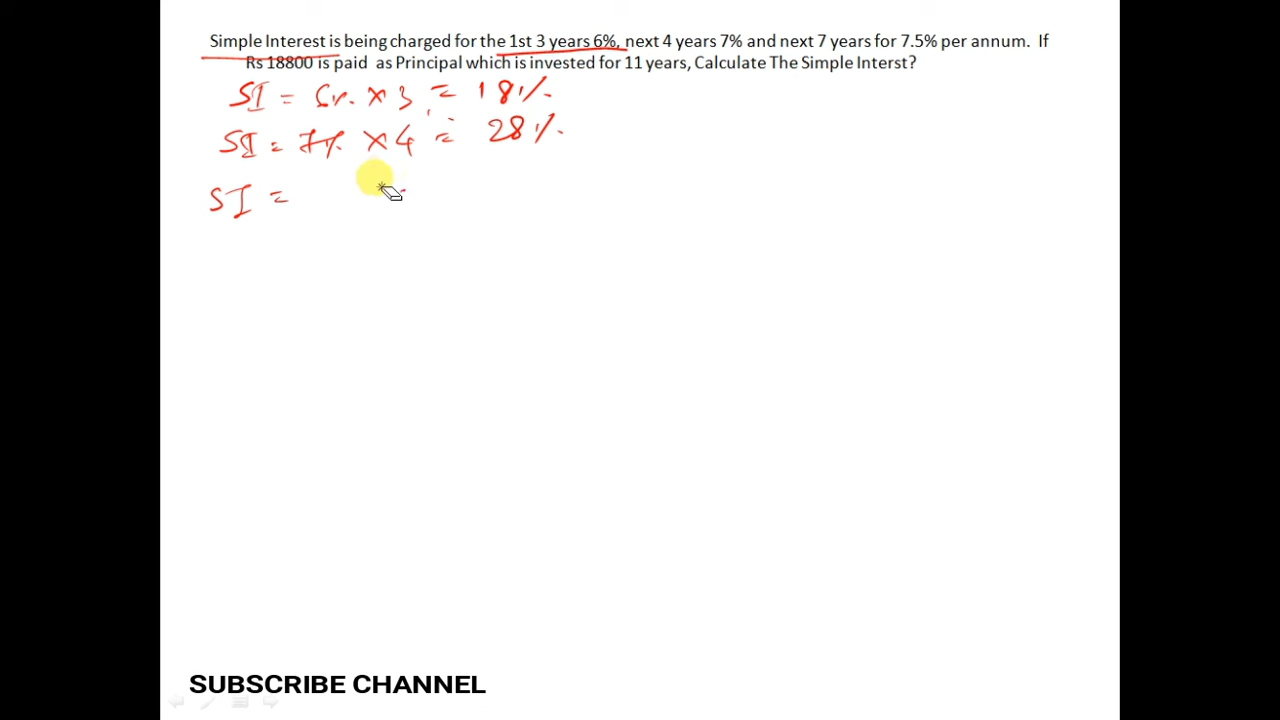 Simple Interest is being charged for the 1st 3 years 6%, next 4 years 7% and next 7 years for 7.5% per annum. If
Rs 18800 is paid as Principal which is invested for 11 years, Calculate The Simple Interst?
SI = 6%. × 3 = 18%
SI = 7% × 4 = 28%
SI =
SUBSCRIBE CHANNEL